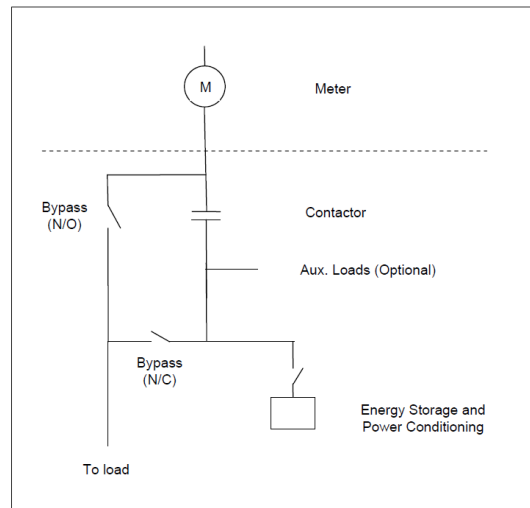 M
Meter
Bypass
(N/O)
Contactor
Aux. Loads (Optional)
Bypass
(N/C)
Energy Storage and
Power Conditioning
To load